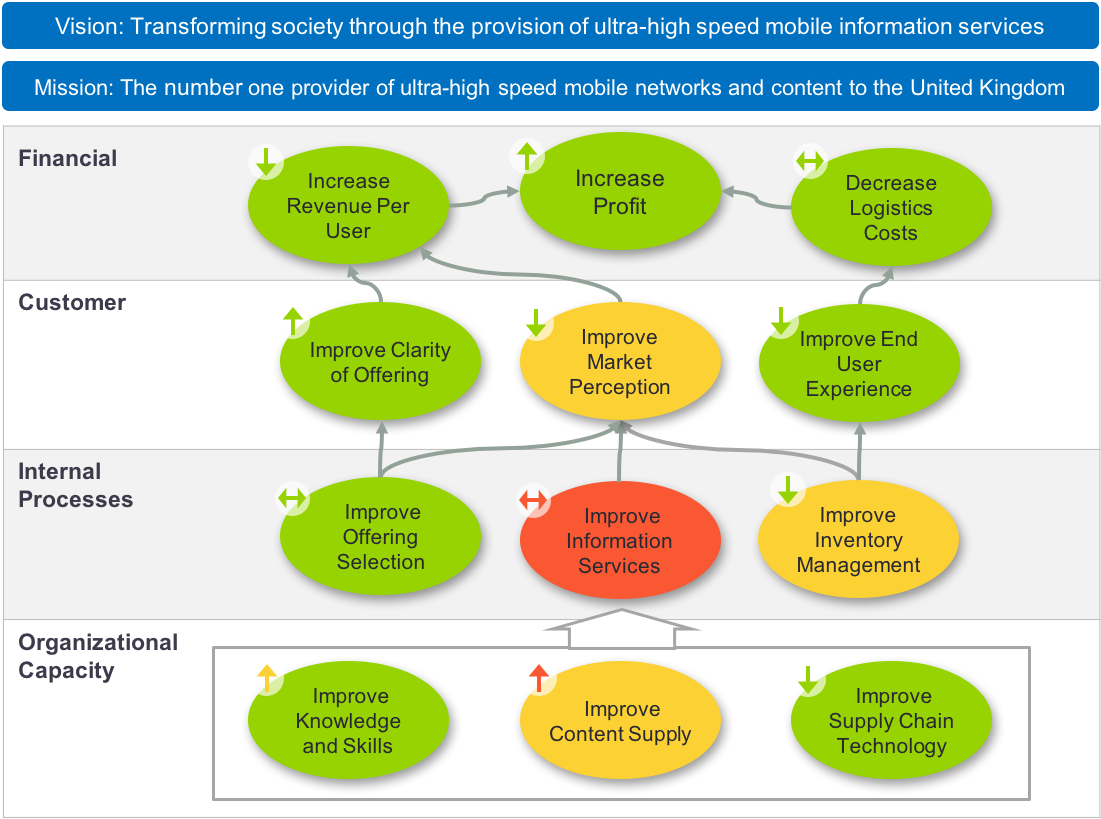 Vision: Transforming society through the provision of ultra-high speed mobile information services
Mission: The number one provider of ultra-high speed mobile networks and content to the United Kingdom
Financial
Increase
Revenue Per
User
Increase
Profit
Decrease
Logistics
Costs
Customer
Improve Clarity
of Offering
Improve
Market
Perception
Improve End
User
Experience
Internal
Processes
Improve
Offering
Selection
Improve
Information
Services
Improve
Inventory
Management
Organizational
Capacity
Improve
Knowledge
and Skills
Improve
Content Supply
Improve
Supply Chain
Technology